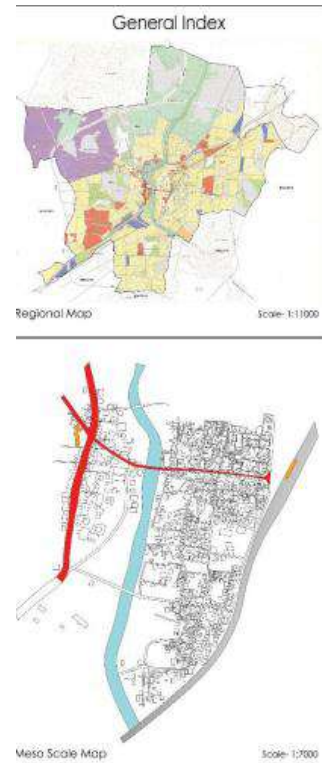 General Index
Regional Map
Scale- 1:11000
Meso Scale Map
Scale- 1:7000